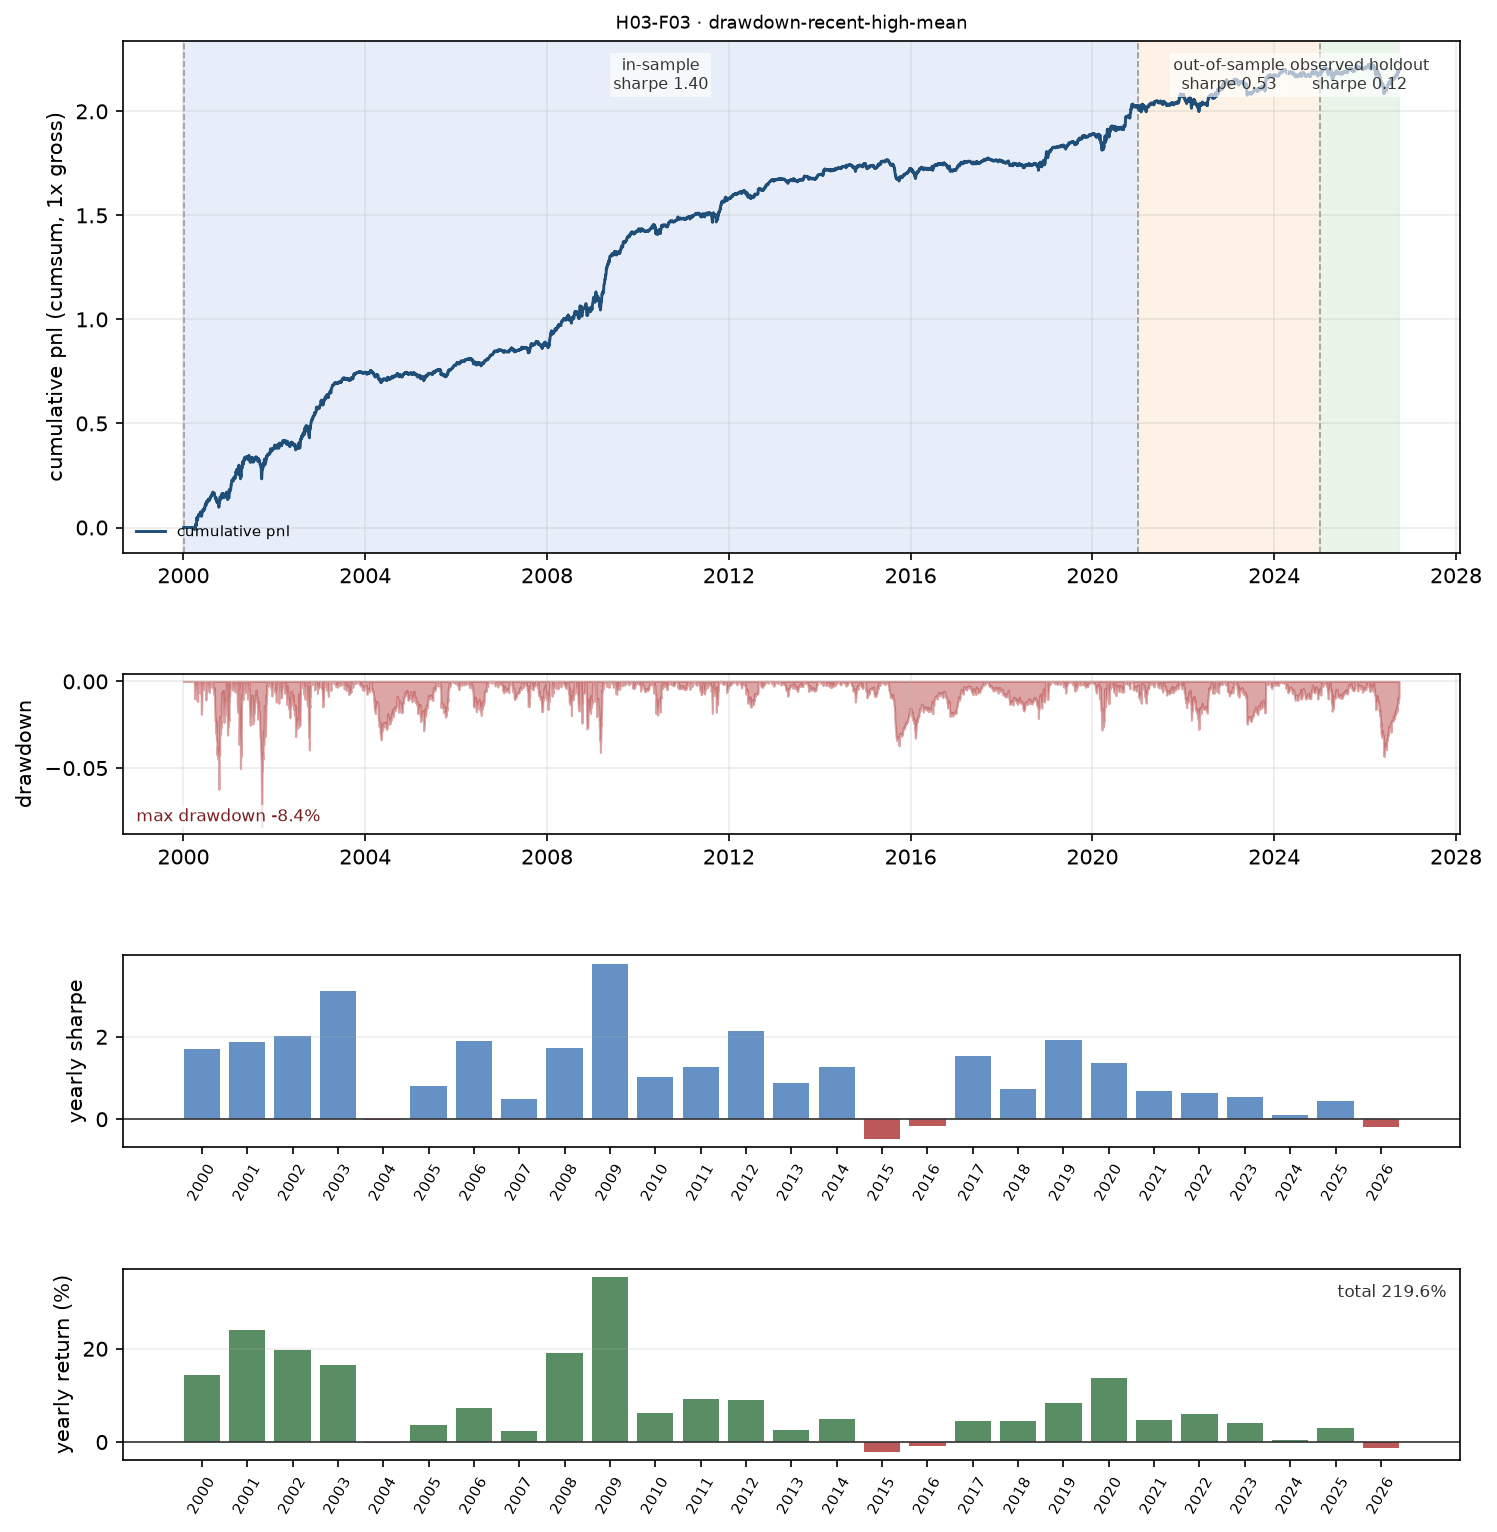 H03-F03 · drawdown-recent-high-mean
cumulative pnl (cumsum, 1x gross)
in-sample
sharpe 1.40
out-of-sample
sharpe 0.53
observed holdout
sharpe 0.12
2.0
1.5
1.0
0.5
0.0
cumulative pnl
2000 2004 2008 2012 2016 2020 2024 2028
drawdown
0.00
−0.05
max drawdown -8.4%
2000 2004 2008 2012 2016 2020 2024 2028
yearly sharpe
2
0
2000 2001 2002 2003 2004 2005 2006 2007 2008 2009 2010 2011 2012 2013 2014 2015 2016 2017 2018 2019 2020 2021 2022 2023 2024 2025 2026
yearly return (%)
total 219.6%
20
0
2000 2001 2002 2003 2004 2005 2006 2007 2008 2009 2010 2011 2012 2013 2014 2015 2016 2017 2018 2019 2020 2021 2022 2023 2024 2025 2026